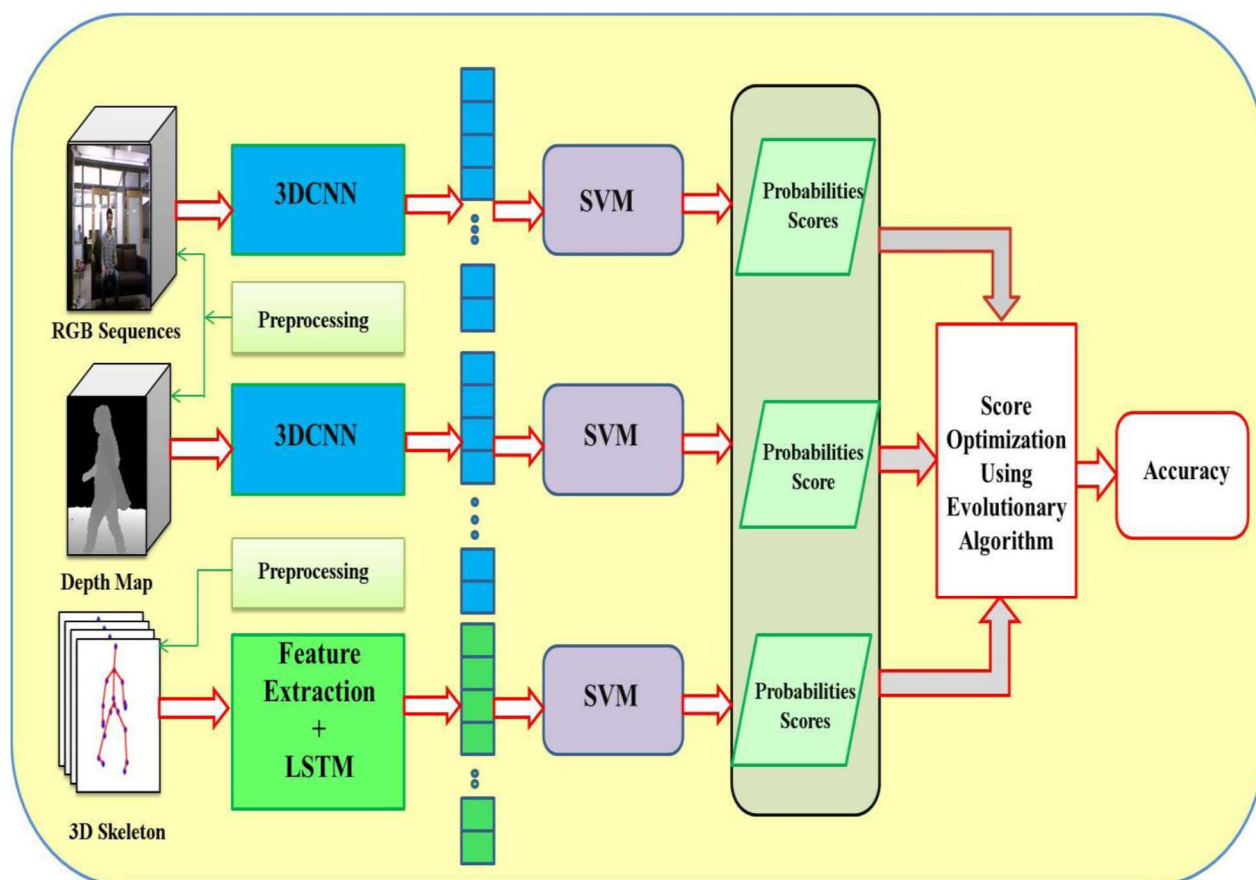 3DCNN
SVM
Probabilities
Scores
RGB Sequences
Preprocessing
3DCNN
SVM
Probabilities
Score
Score
Optimization
Using
Evolutionary
Algorithm
Accuracy
Depth Map
Preprocessing
Feature
Extraction
+
LSTM
SVM
Probabilities
Scores
3D Skeleton